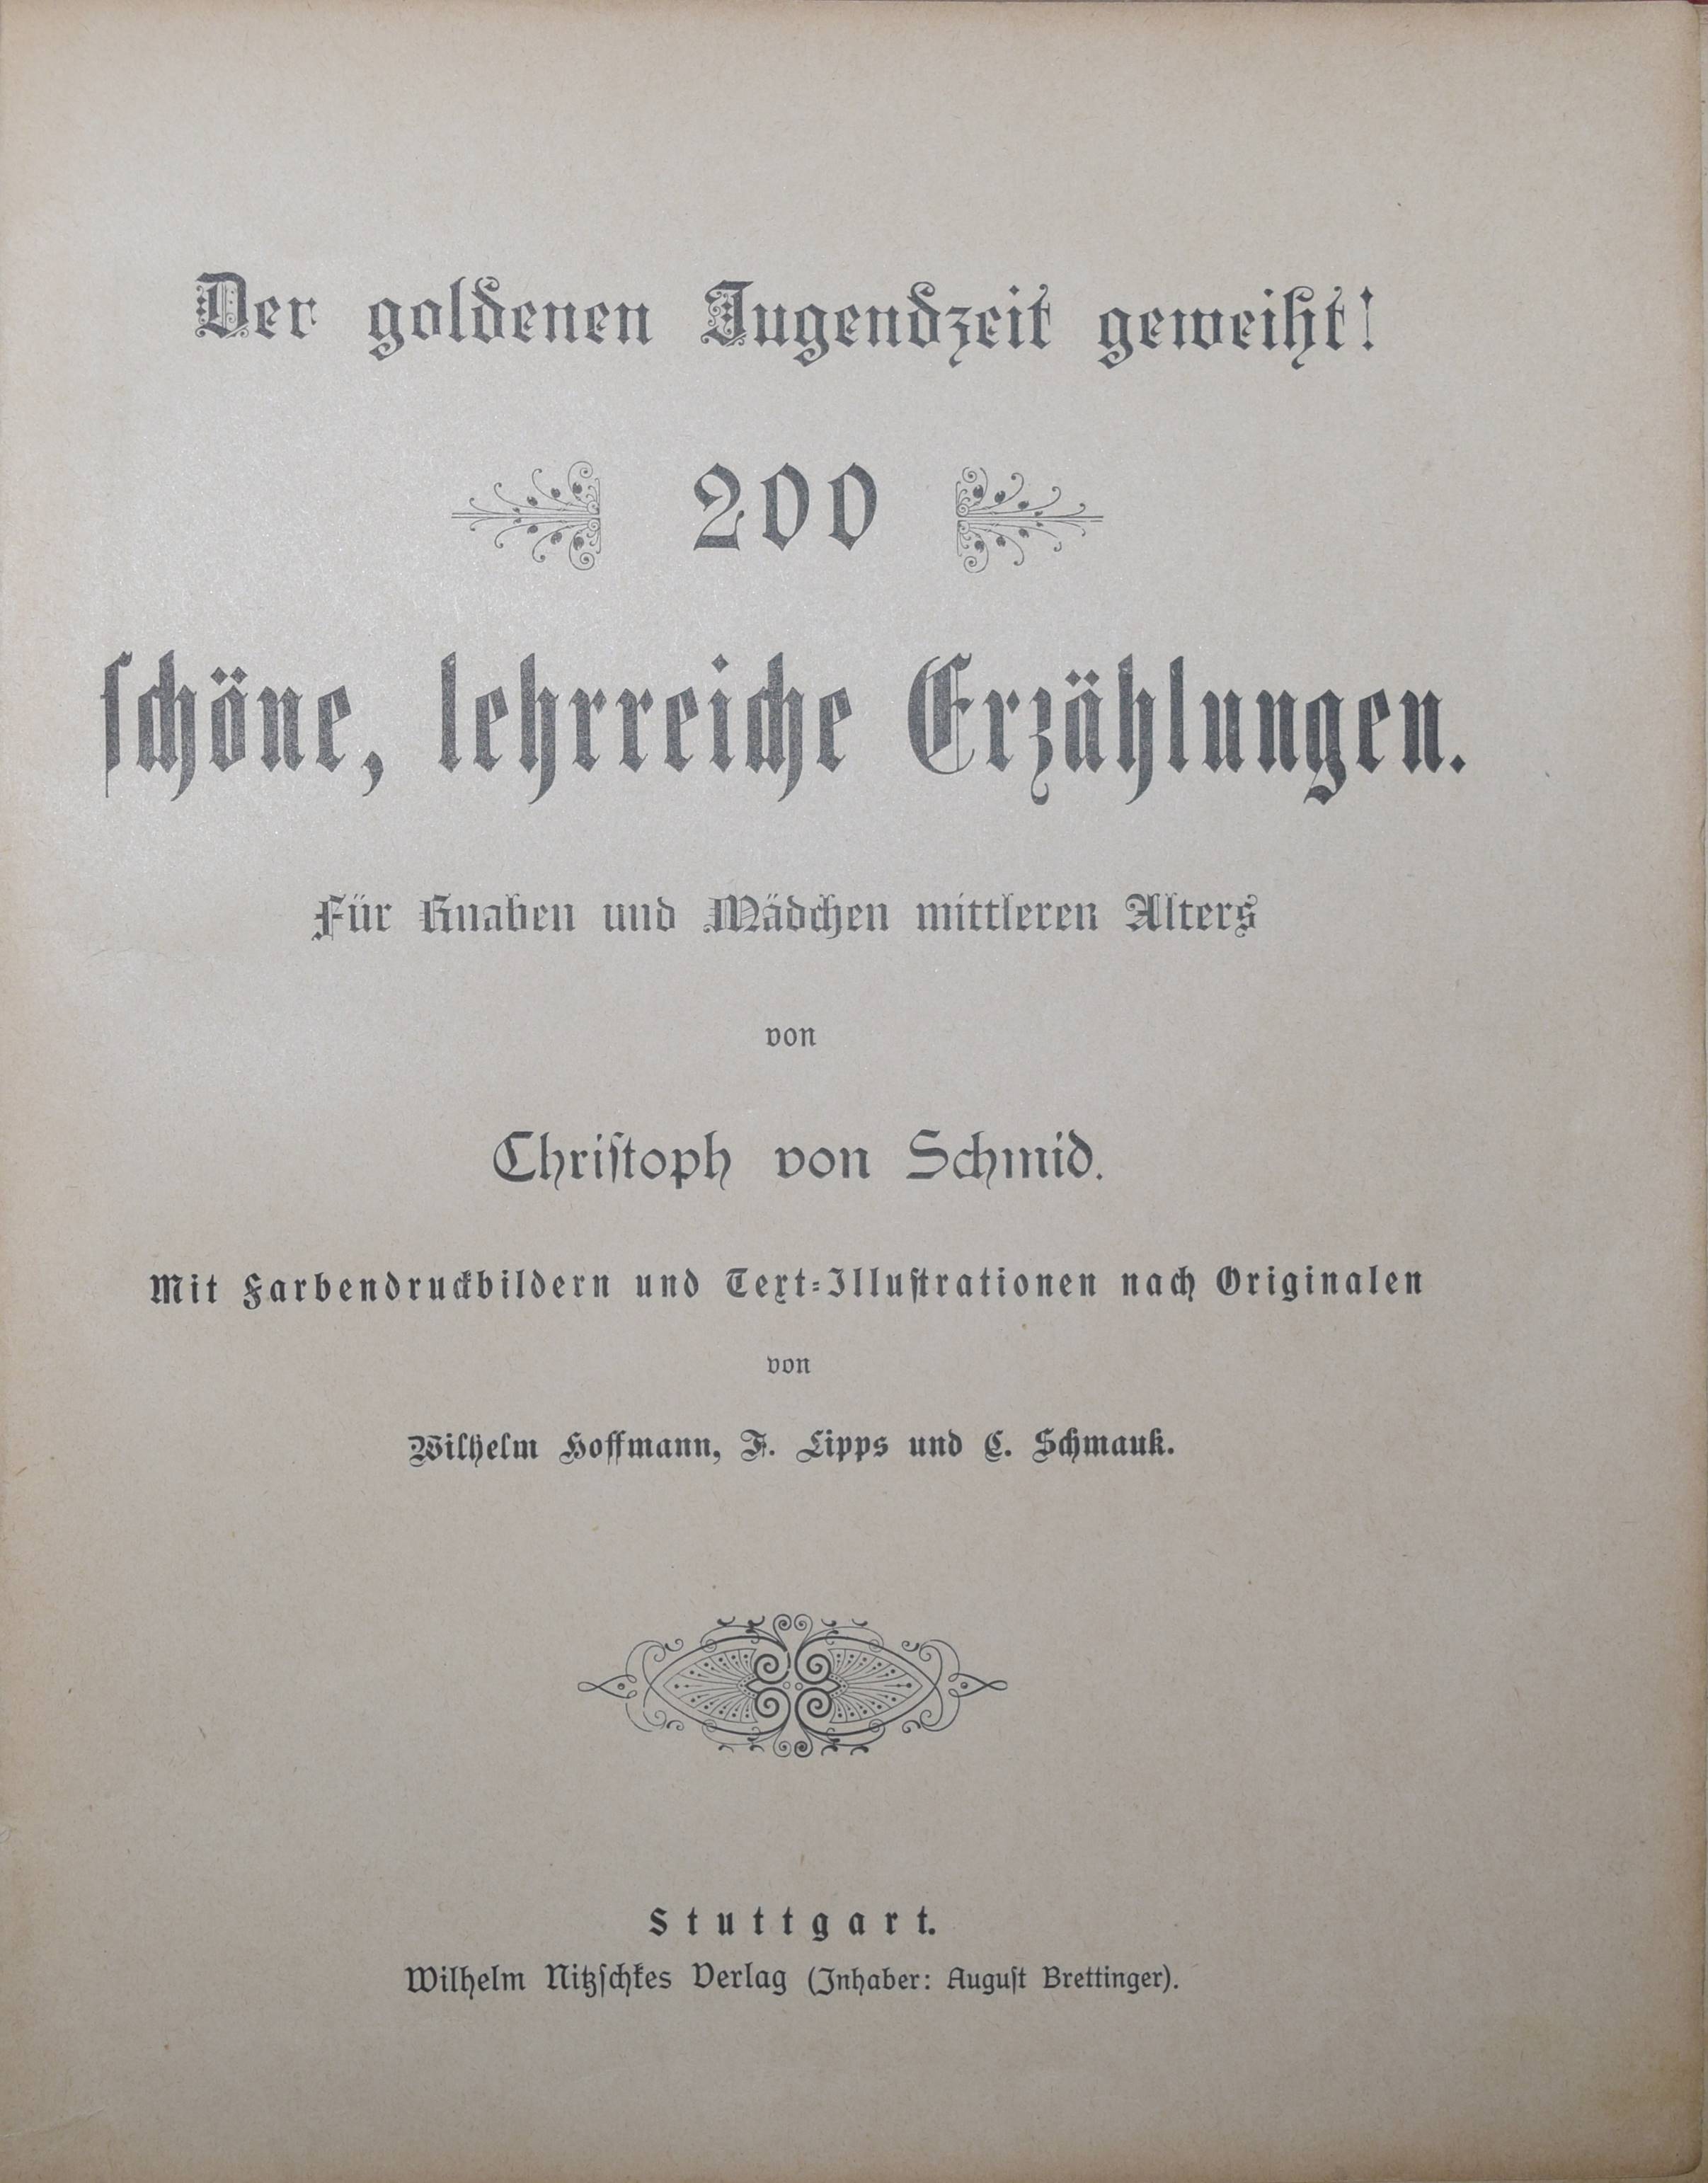 Der goldenen Jugendzeit geweiht!
200
schöne, lehrreiche Erzählungen.
Für Knaben und Mädchen mittleren Alters
von
Christoph von Schmid.
Mit Farbendruckbildern und Text-Illustrationen nach Originalen
von
Wilhelm Hoffmann, F. Lipps und C. Schmauk.
Stuttgart.
Wilhelm Nitzschkes Verlag (Inhaber: August Brettinger).